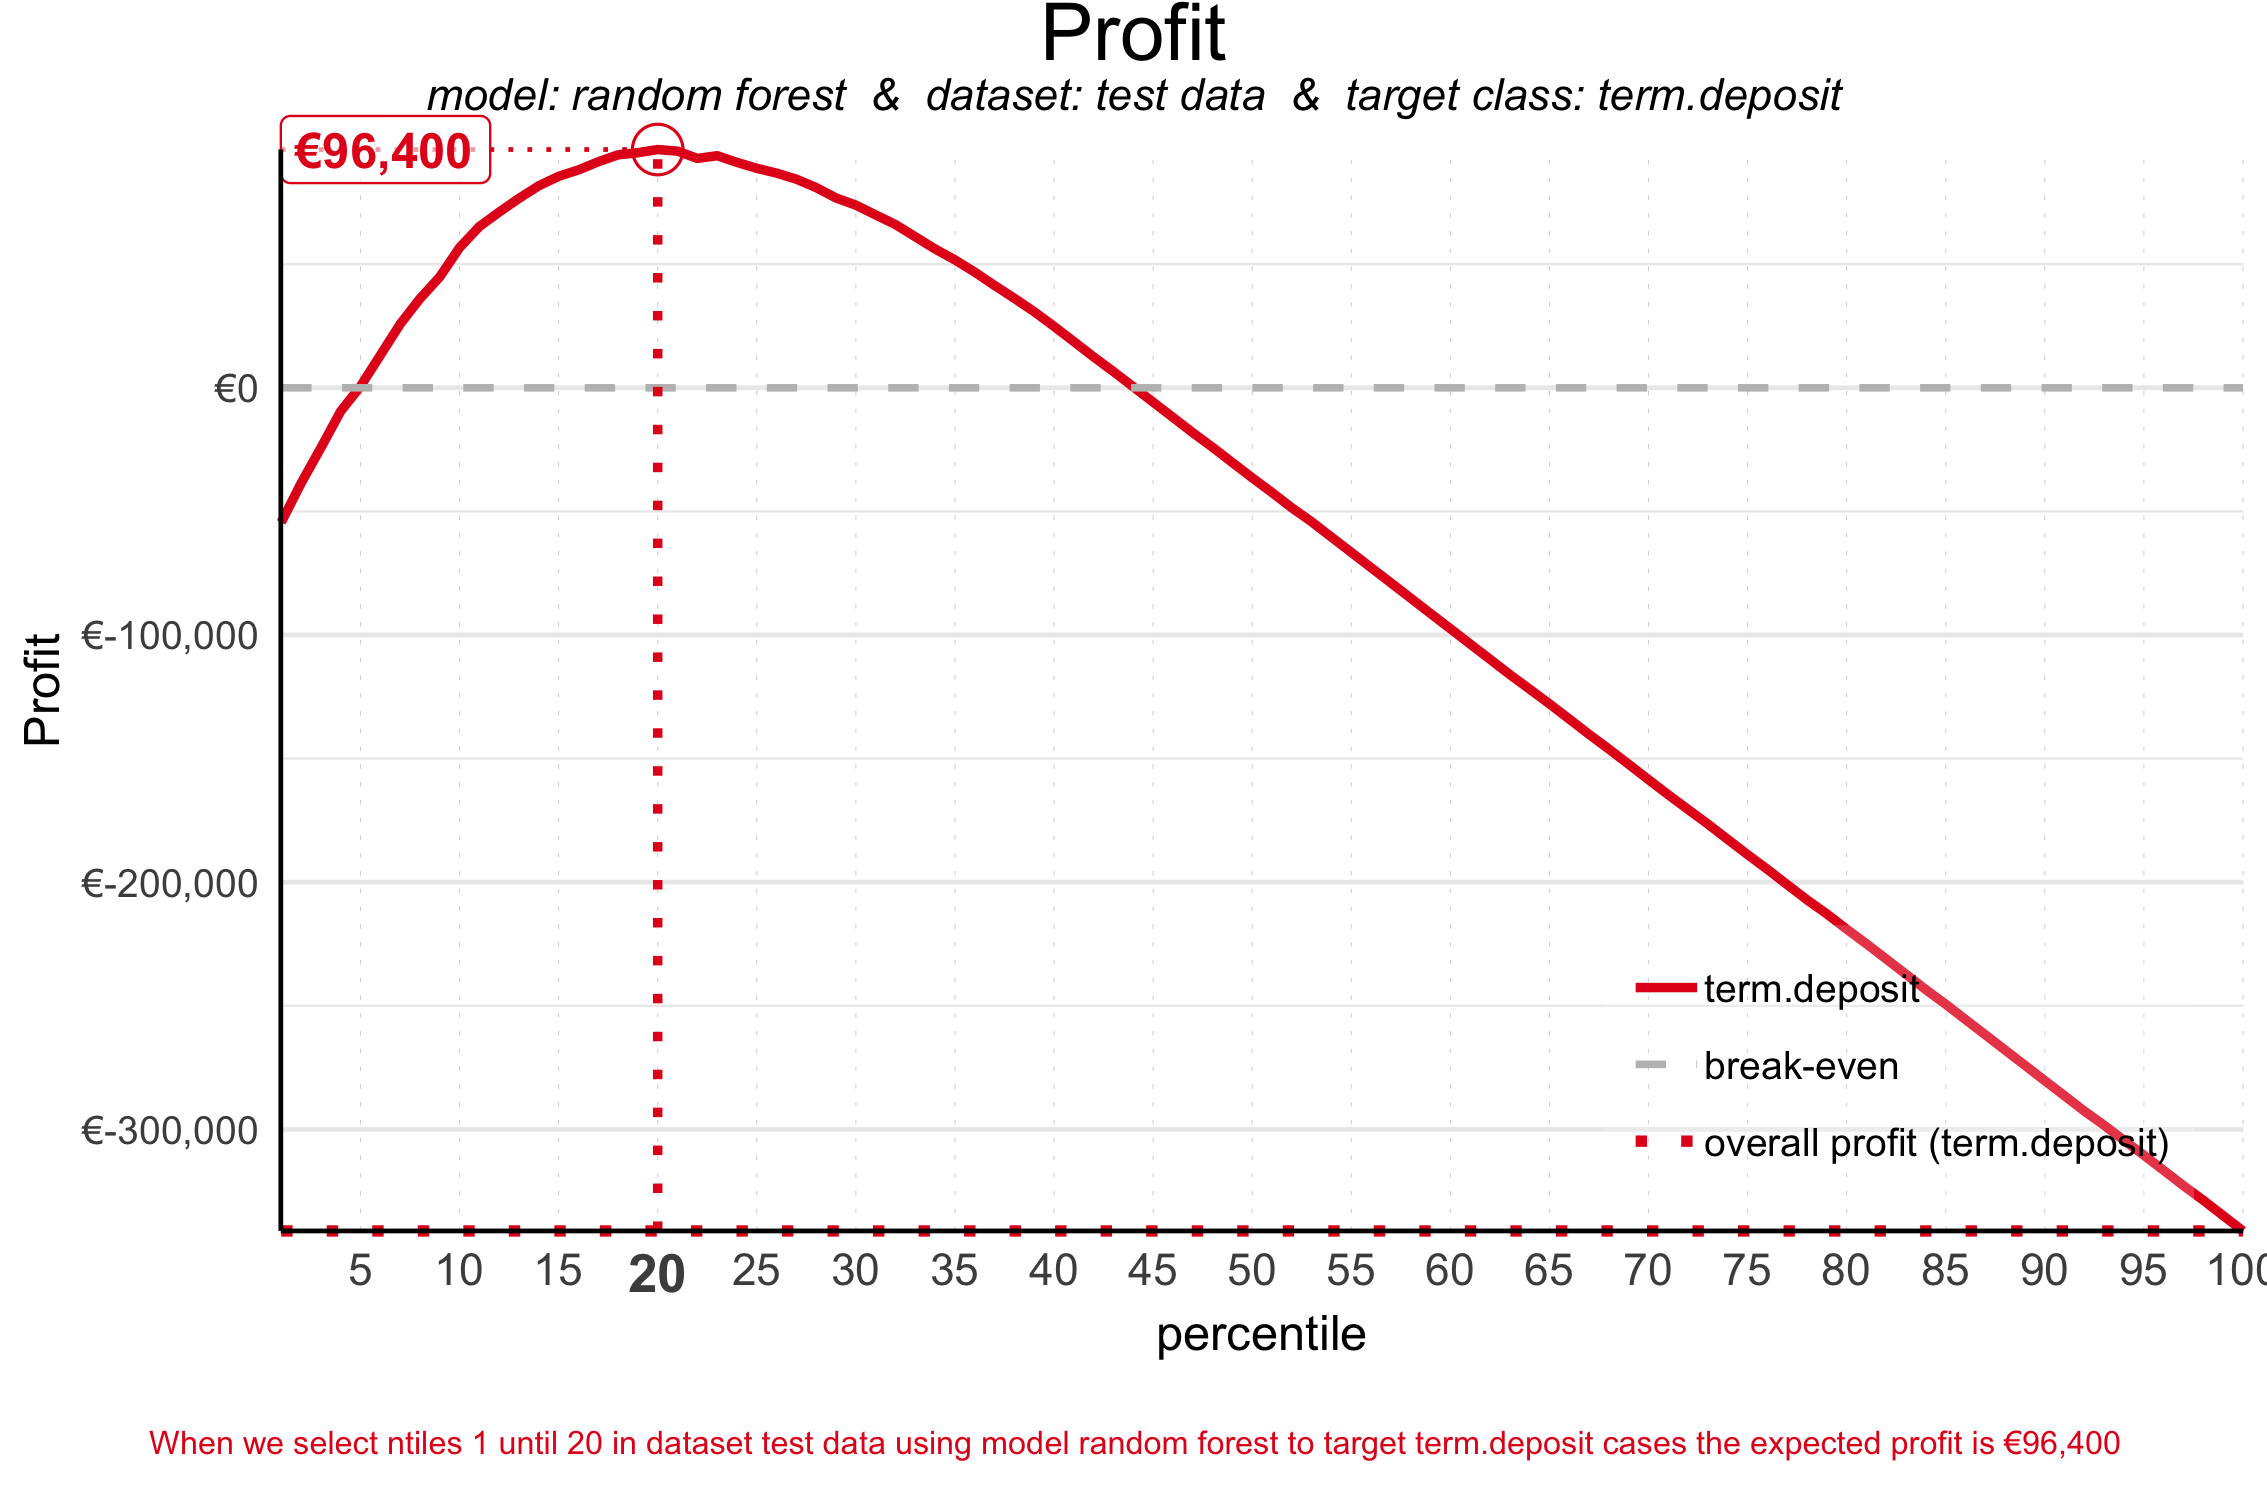 Profit
model: random forest & dataset: test data & target class: term.deposit
€96,400
€0
€-100,000
€-200,000
€-300,000
Profit
term.deposit
break-even
overall profit (term.deposit)
5 10 15 20 25 30 35 40 45 50 55 60 65 70 75 80 85 90 95 100
percentile
When we select ntiles 1 until 20 in dataset test data using model random forest to target term.deposit cases the expected profit is €96,400